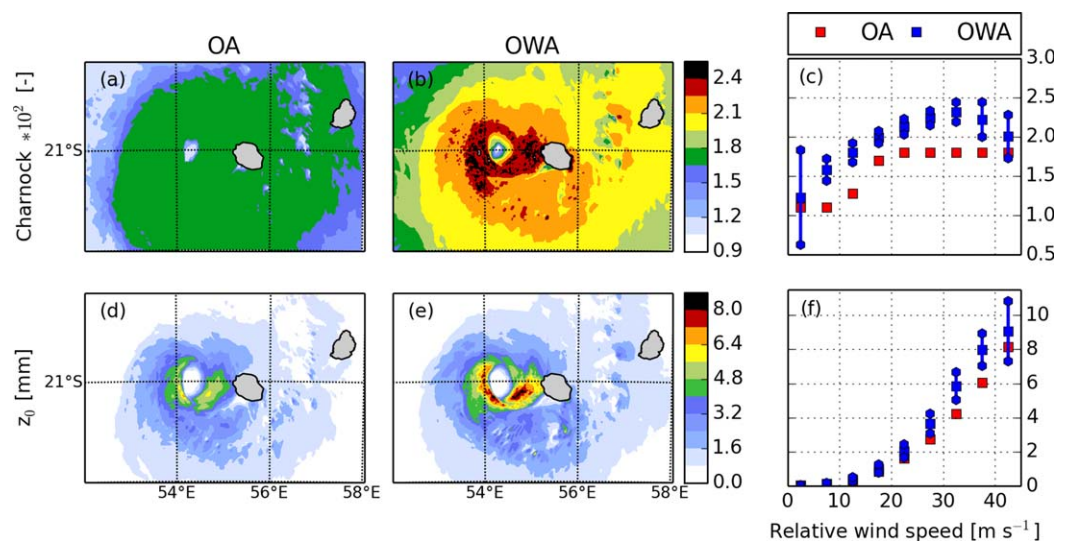 OA
OWA
Charnock *10² [-]
(a)
(b)
21°S
2.4
2.1
1.8
1.5
1.2
0.9
OA
OWA
(c)
3.0
2.5
2.0
1.5
1.0
0.5
z₀ [mm]
(d)
(e)
21°S
54°E
56°E
58°E
54°E
56°E
58°E
8.0
6.4
4.8
3.2
1.6
0.0
(f)
10
8
6
4
2
0
0
10
20
30
40
Relative wind speed [m s⁻¹]